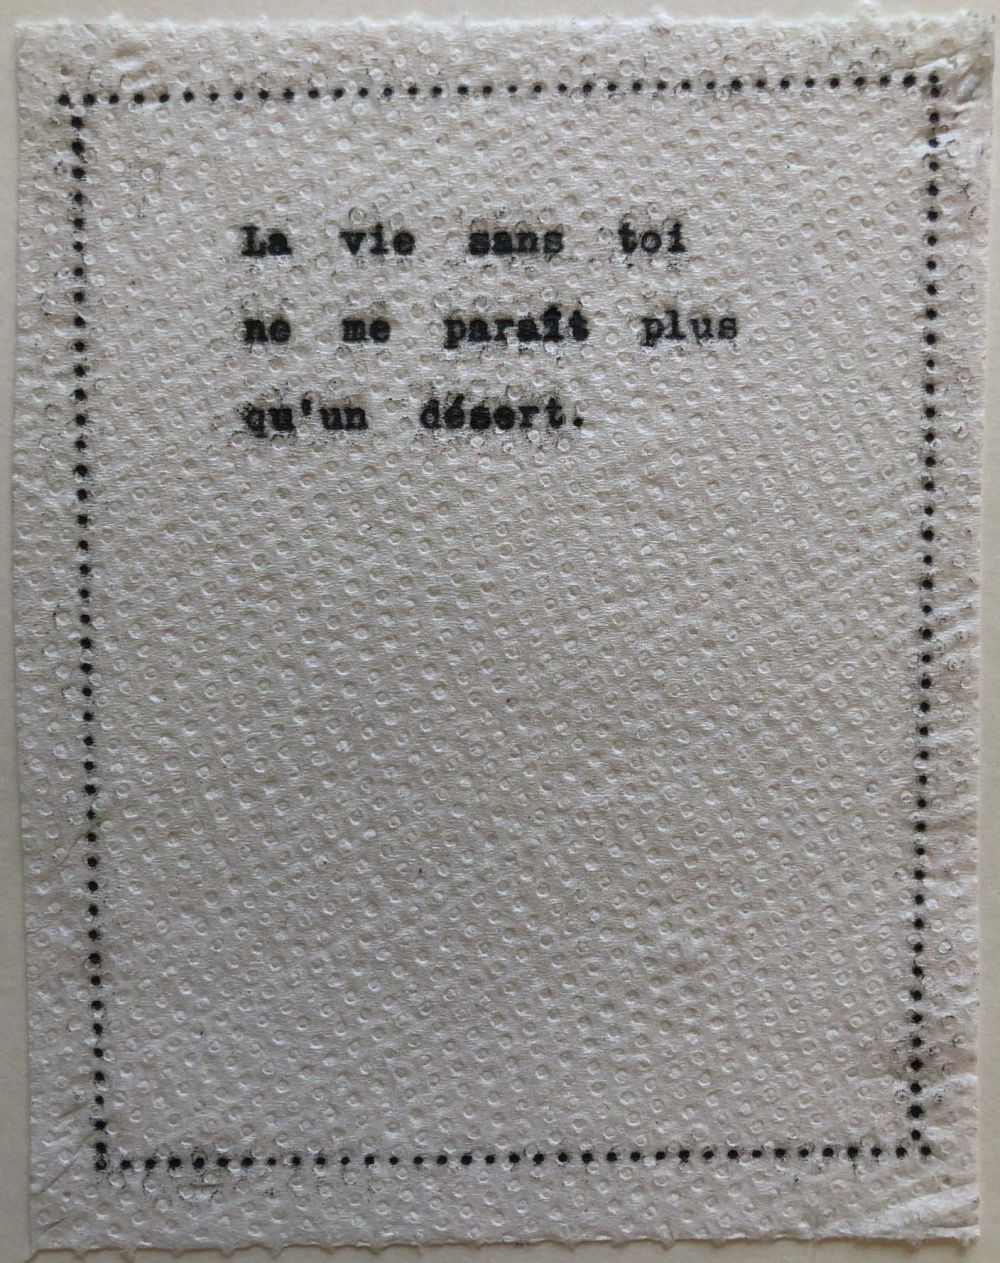 La vie sans toi
ne me paraît plus
qu'un désert.